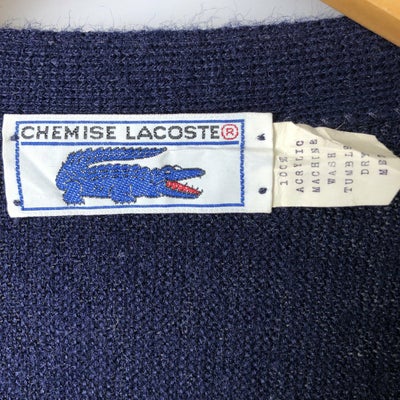 CHEMISE LACOSTE®
100%
ACRYLIC
MACHINE
WASH
TUMBLE
DRY